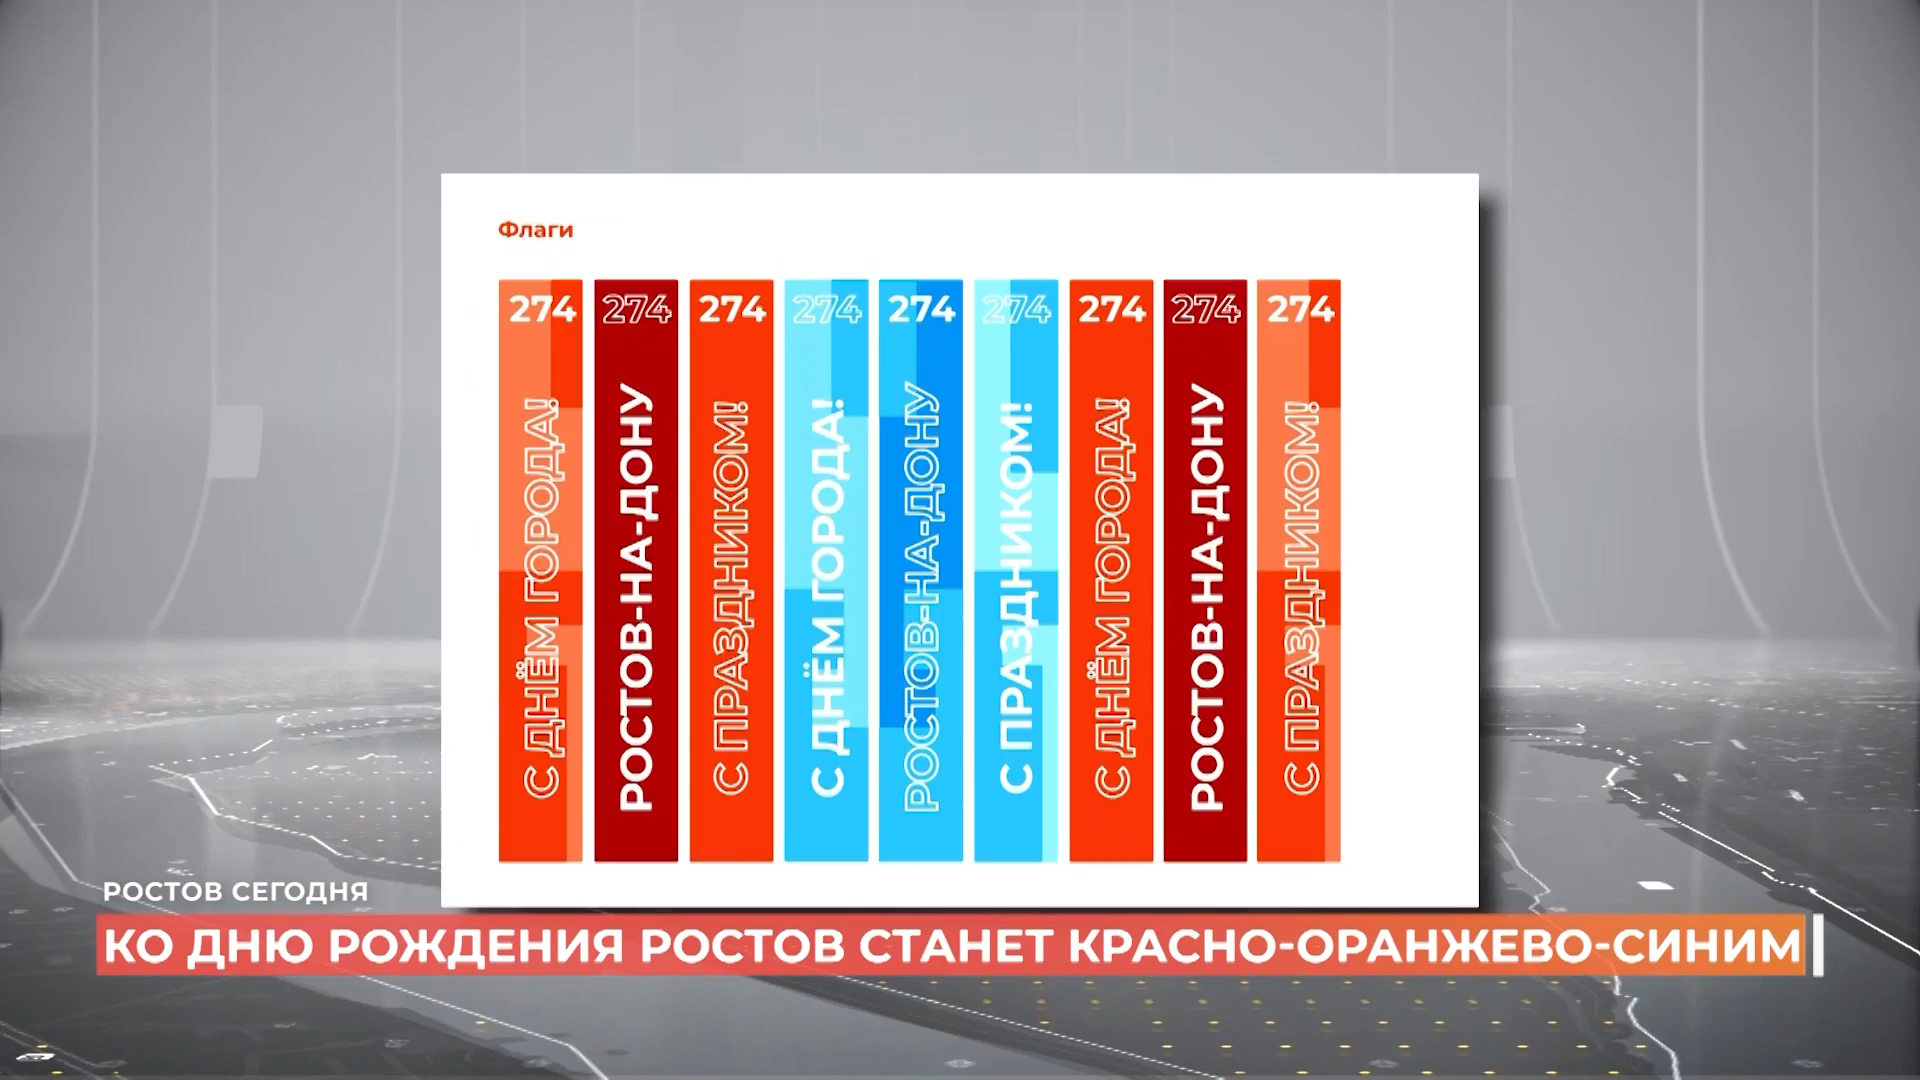 Флаги
274
274
274
274
274
274
274
274
274
С ДНЁМ ГОРОДА!
РОСТОВ-НА-ДОНУ
С ПРАЗДНИКОМ!
С ДНЁМ ГОРОДА!
РОСТОВ-НА-ДОНУ
С ПРАЗДНИКОМ!
С ДНЁМ ГОРОДА!
РОСТОВ-НА-ДОНУ
С ПРАЗДНИКОМ!
РОСТОВ СЕГОДНЯ
КО ДНЮ РОЖДЕНИЯ РОСТОВ СТАНЕТ КРАСНО-ОРАНЖЕВО-СИНИМ